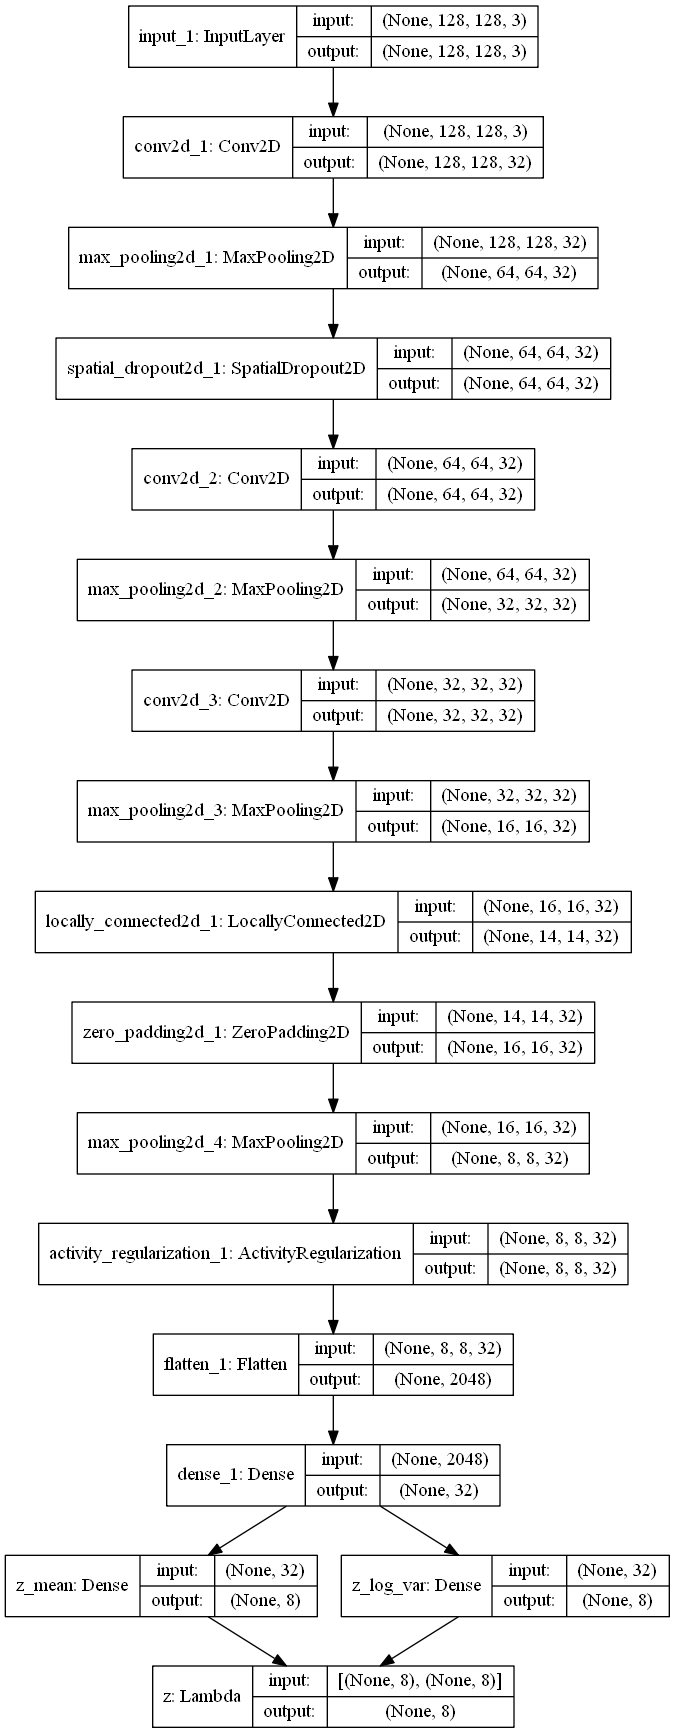 input_1: InputLayer
input: (None, 128, 128, 3)
output: (None, 128, 128, 3)
conv2d_1: Conv2D
input: (None, 128, 128, 3)
output: (None, 128, 128, 32)
max_pooling2d_1: MaxPooling2D
input: (None, 128, 128, 32)
output: (None, 64, 64, 32)
spatial_dropout2d_1: SpatialDropout2D
input: (None, 64, 64, 32)
output: (None, 64, 64, 32)
conv2d_2: Conv2D
input: (None, 64, 64, 32)
output: (None, 64, 64, 32)
max_pooling2d_2: MaxPooling2D
input: (None, 64, 64, 32)
output: (None, 32, 32, 32)
conv2d_3: Conv2D
input: (None, 32, 32, 32)
output: (None, 32, 32, 32)
max_pooling2d_3: MaxPooling2D
input: (None, 32, 32, 32)
output: (None, 16, 16, 32)
locally_connected2d_1: LocallyConnected2D
input: (None, 16, 16, 32)
output: (None, 14, 14, 32)
zero_padding2d_1: ZeroPadding2D
input: (None, 14, 14, 32)
output: (None, 16, 16, 32)
max_pooling2d_4: MaxPooling2D
input: (None, 16, 16, 32)
output: (None, 8, 8, 32)
activity_regularization_1: ActivityRegularization
input: (None, 8, 8, 32)
output: (None, 8, 8, 32)
flatten_1: Flatten
input: (None, 8, 8, 32)
output: (None, 2048)
dense_1: Dense
input: (None, 2048)
output: (None, 32)
z_mean: Dense
input: (None, 32)
output: (None, 8)
z_log_var: Dense
input: (None, 32)
output: (None, 8)
z: Lambda
input: [(None, 8), (None, 8)]
output: (None, 8)